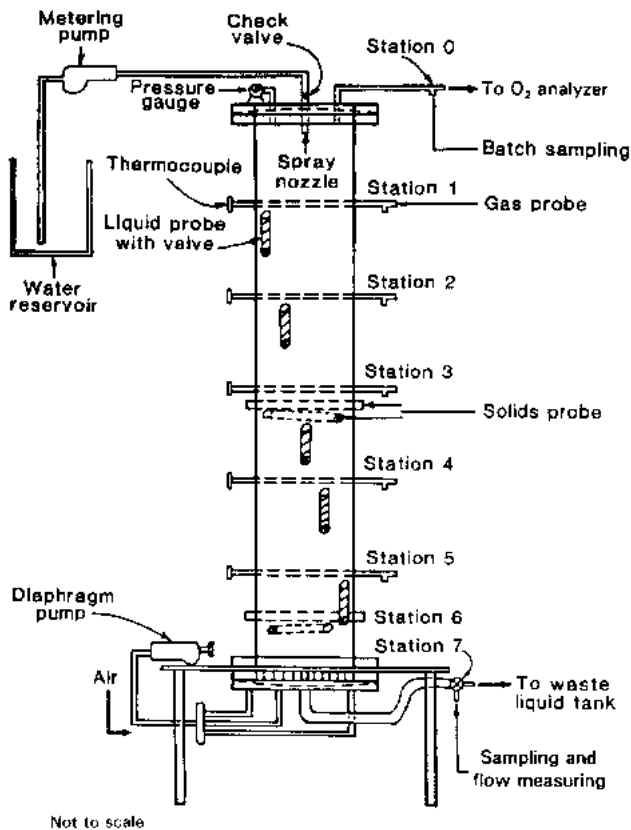 Metering
pump
Check
valve
Station 0
Pressure
gauge
To O₂ analyzer
Batch sampling
Thermocouple
Spray
nozzle
Station 1
Gas probe
Liquid probe
with valve
Water
reservoir
Station 2
Station 3
Solids probe
Station 4
Station 5
Diaphragm
pump
Station 6
Station 7
Air
To waste
liquid tank
Sampling and
flow measuring
Not to scale